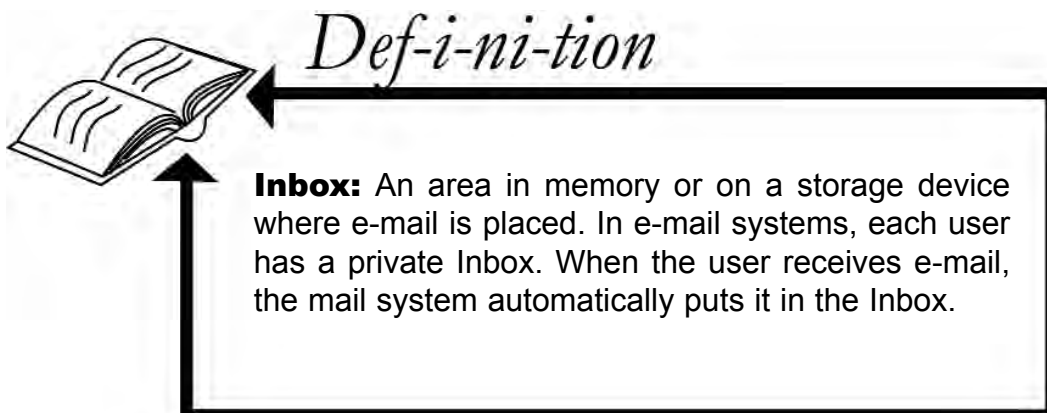 Def-i-ni-tion
Inbox: An area in memory or on a storage device
where e-mail is placed. In e-mail systems, each user
has a private Inbox. When the user receives e-mail,
the mail system automatically puts it in the Inbox.